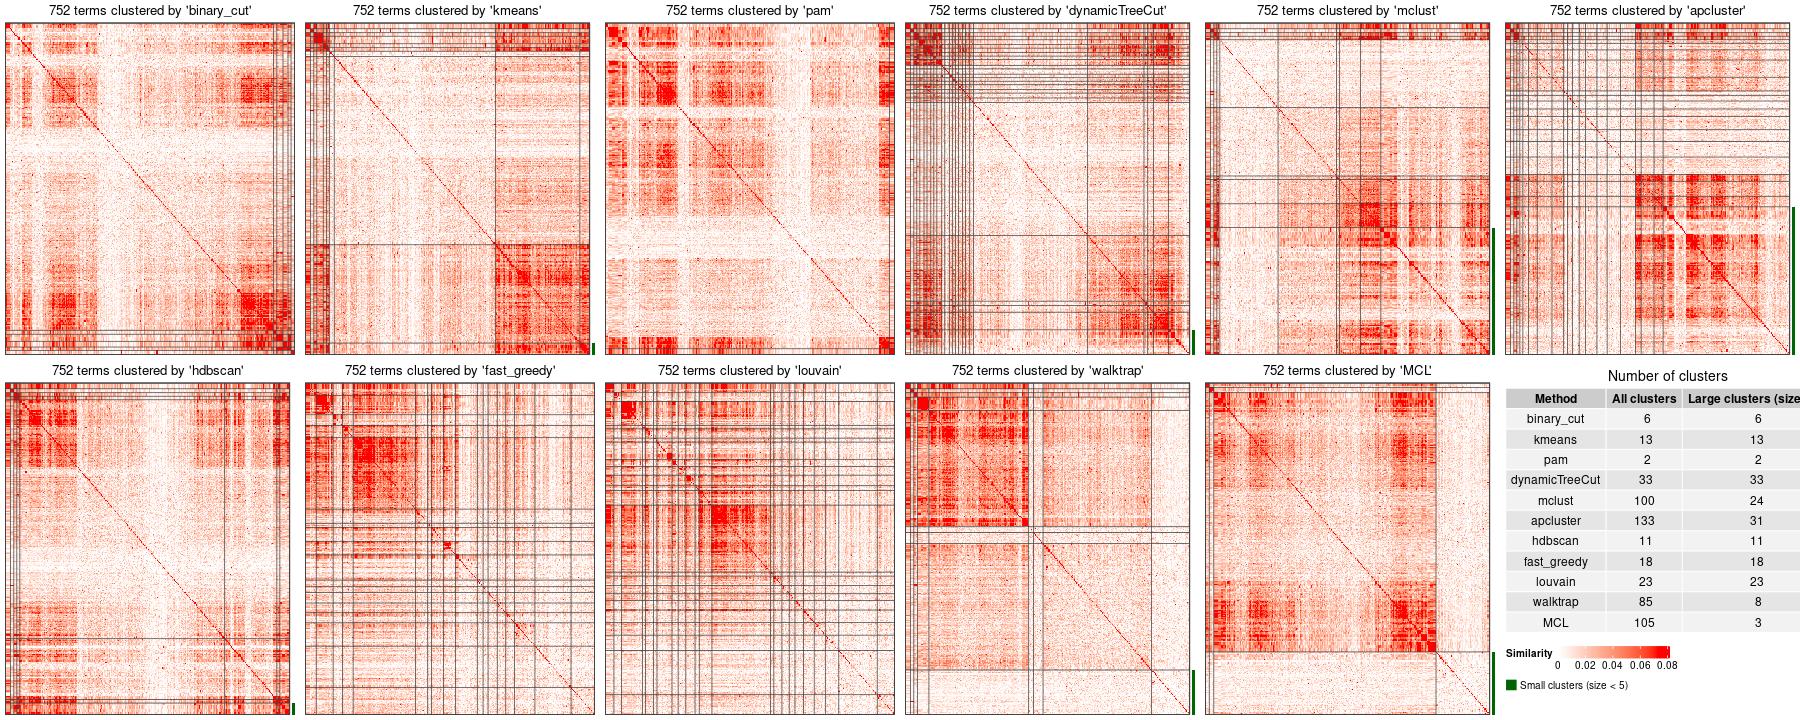 752 terms clustered by 'binary_cut'
752 terms clustered by 'kmeans'
752 terms clustered by 'pam'
752 terms clustered by 'dynamicTreeCut'
752 terms clustered by 'mclust'
752 terms clustered by 'apcluster'
752 terms clustered by 'hdbscan'
752 terms clustered by 'fast_greedy'
752 terms clustered by 'louvain'
752 terms clustered by 'walktrap'
752 terms clustered by 'MCL'
Number of clusters
Method All clusters Large clusters (size
binary_cut 6 6
kmeans 13 13
pam 2 2
dynamicTreeCut 33 33
mclust 100 24
apcluster 133 31
hdbscan 11 11
fast_greedy 18 18
louvain 23 23
walktrap 85 8
MCL 105 3
Similarity
0 0.02 0.04 0.06 0.08
Small clusters (size < 5)